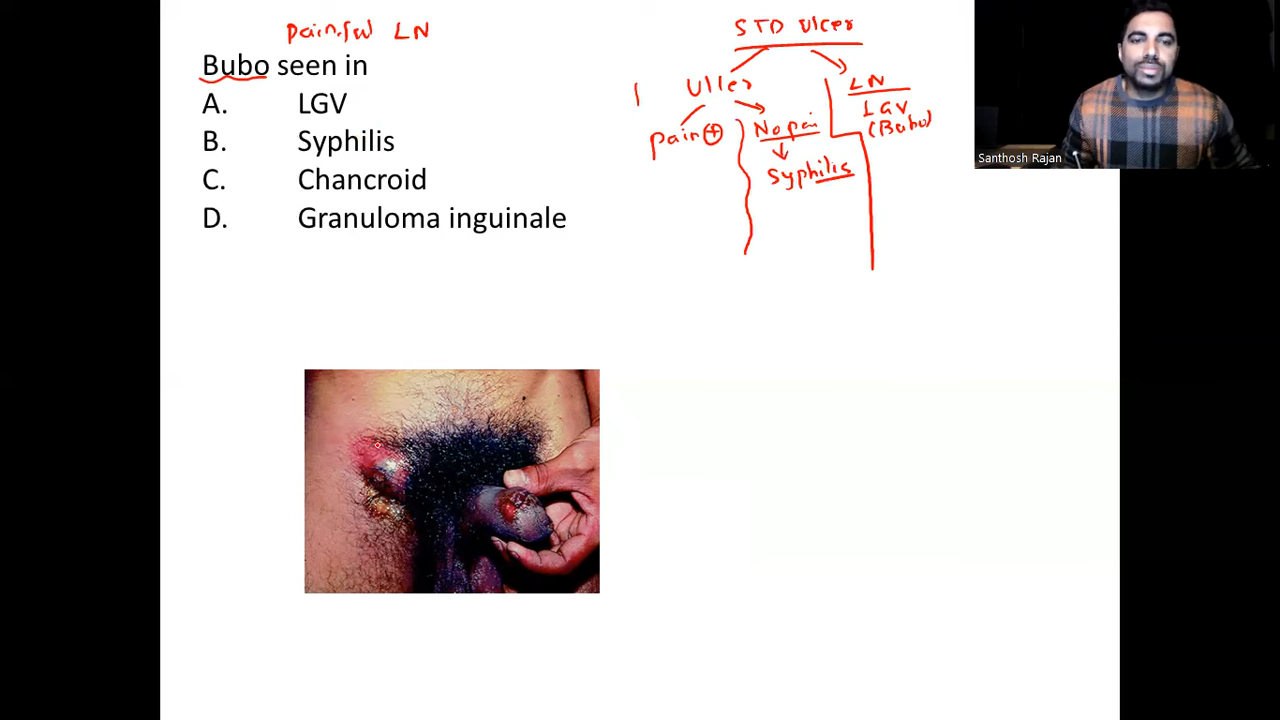 painful LN
Bubo seen in
A. LGV
B. Syphilis
C. Chancroid
D. Granuloma inguinale
STD Ulcer
Ulcer
LN
LGV
(Bubo)
pain +
No pain
Syphilis
Santhosh Rajan